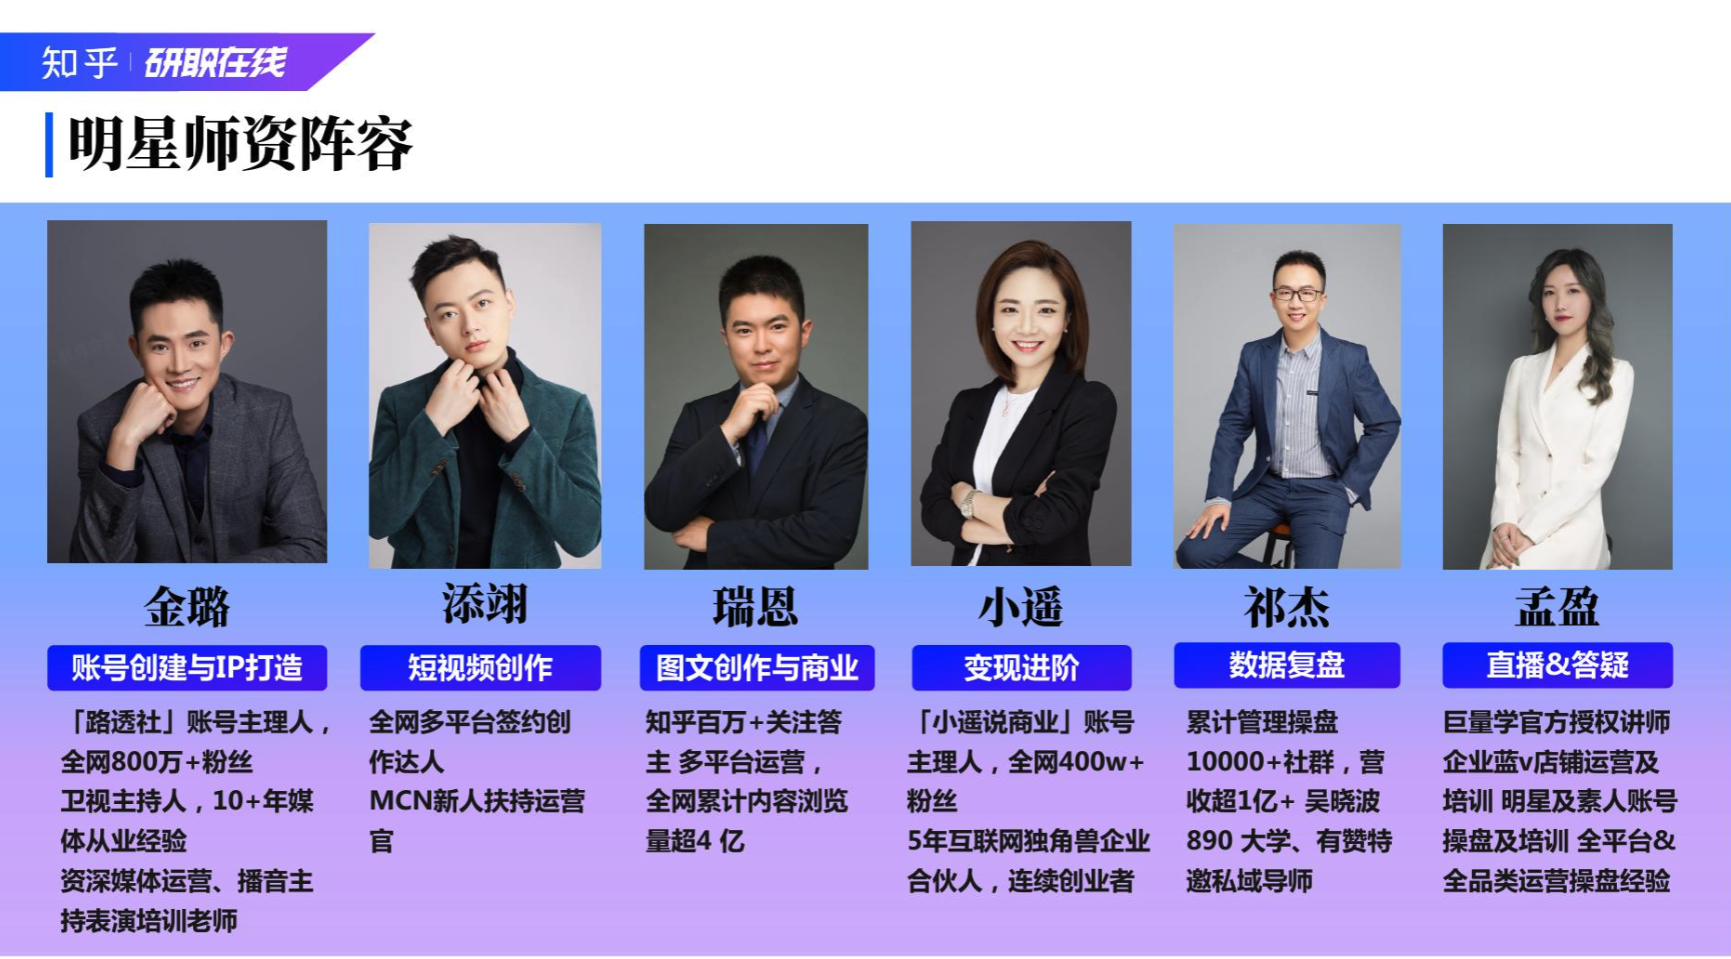 知乎 研职在线
明星师资阵容
金璐
账号创建与IP打造
「路透社」账号主理人，
全网800万+粉丝
卫视主持人，10+年媒
体从业经验
资深媒体运营、播音主
持表演培训老师
添翊
短视频创作
全网多平台签约创
作达人
MCN新人扶持运营
官
瑞恩
图文创作与商业
知乎百万+关注答
主 多平台运营，
全网累计内容浏览
量超4 亿
小遥
变现进阶
「小遥说商业」账号
主理人，全网400w+
粉丝
5年互联网独角兽企业
合伙人，连续创业者
祁杰
数据复盘
累计管理操盘
10000+社群，营
收超1亿+ 吴晓波
890 大学、有赞特
邀私域导师
孟盈
直播&答疑
巨量学官方授权讲师
企业蓝v店铺运营及
培训 明星及素人账号
操盘及培训 全平台&
全品类运营操盘经验